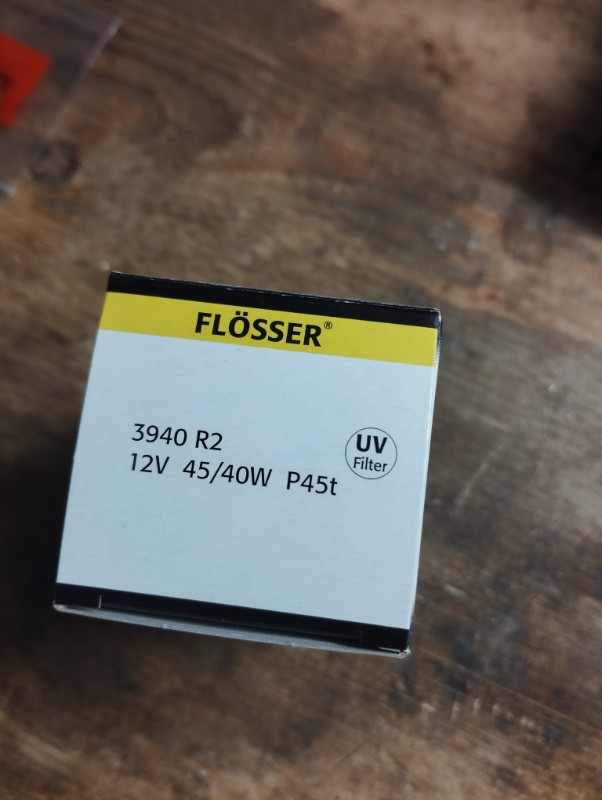 FLÖSSER®
3940 R2
12V 45/40W P45t
UV
Filter